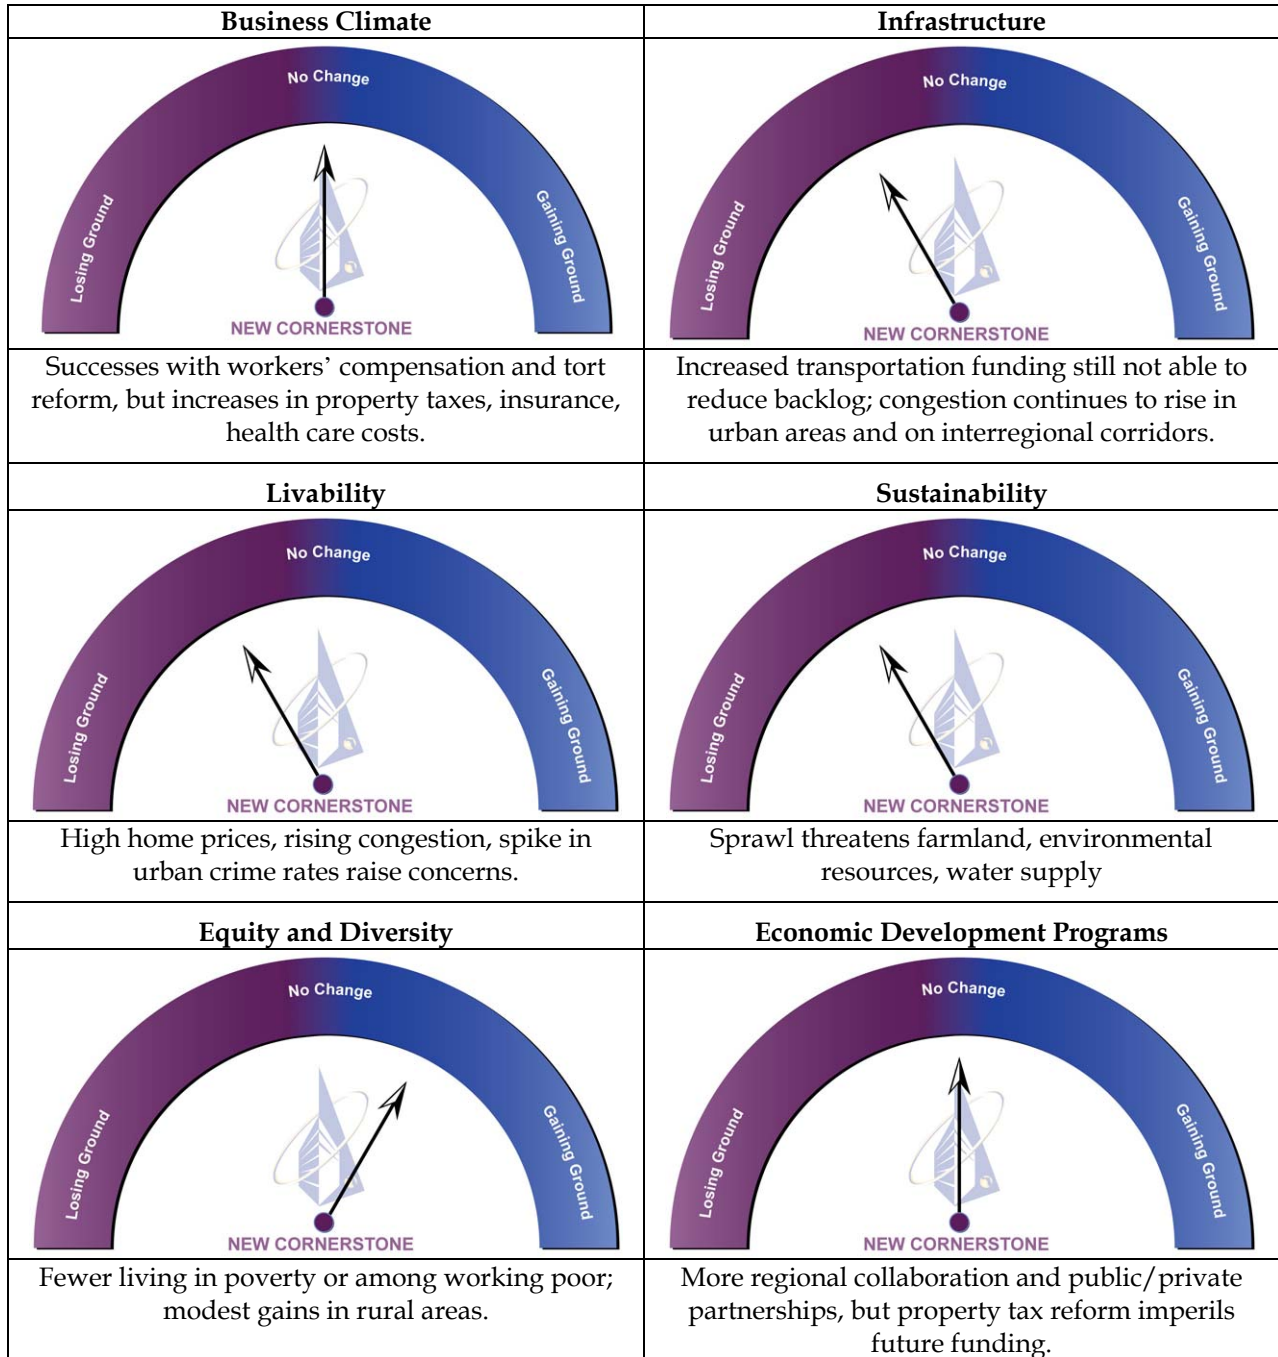 Business Climate
No Change
Losing Ground
Gaining Ground
NEW CORNERSTONE
Successes with workers’ compensation and tort
reform, but increases in property taxes, insurance,
health care costs.
Infrastructure
No Change
Losing Ground
Gaining Ground
NEW CORNERSTONE
Increased transportation funding still not able to
reduce backlog; congestion continues to rise in
urban areas and on interregional corridors.
Livability
No Change
Losing Ground
Gaining Ground
NEW CORNERSTONE
High home prices, rising congestion, spike in
urban crime rates raise concerns.
Sustainability
No Change
Losing Ground
Gaining Ground
NEW CORNERSTONE
Sprawl threatens farmland, environmental
resources, water supply
Equity and Diversity
No Change
Losing Ground
Gaining Ground
NEW CORNERSTONE
Fewer living in poverty or among working poor;
modest gains in rural areas.
Economic Development Programs
No Change
Losing Ground
Gaining Ground
NEW CORNERSTONE
More regional collaboration and public/private
partnerships, but property tax reform imperils
future funding.